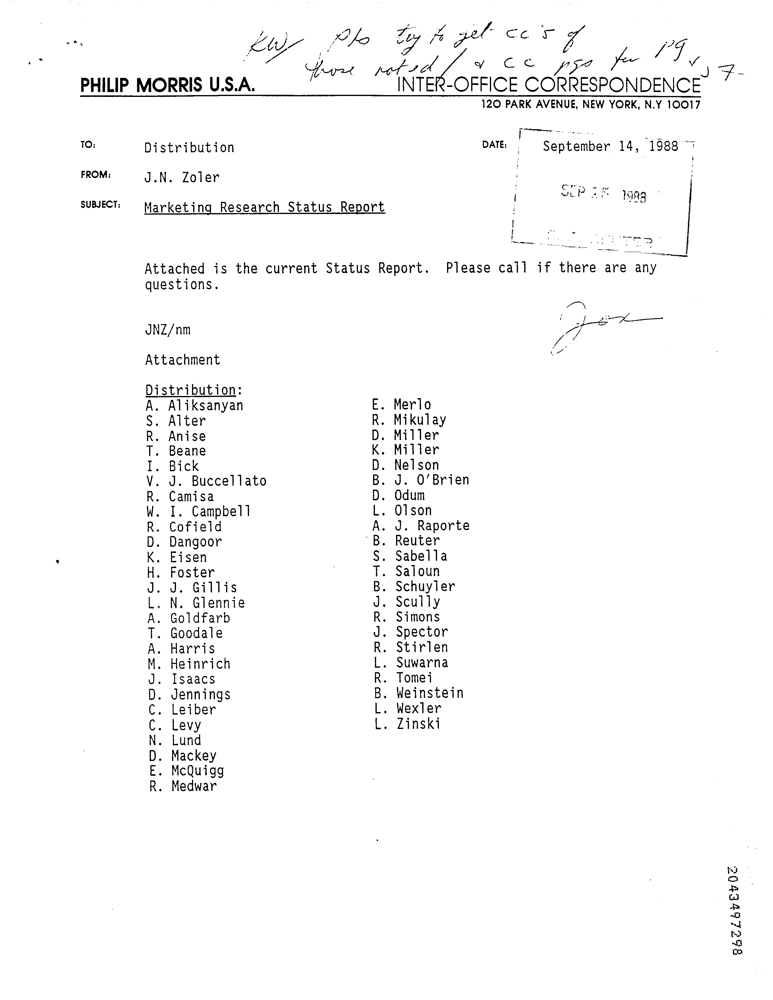 KW/ pls try to get cc's of
those noted / & cc pgs for pg
PHILIP MORRIS U.S.A. INTER-OFFICE CORRESPONDENCE
120 PARK AVENUE, NEW YORK, N.Y 10017
TO: Distribution DATE: September 14, 1988
FROM: J.N. Zoler
SEP 1988
SUBJECT: Marketing Research Status Report
Attached is the current Status Report. Please call if there are any
questions.
JNZ/nm
Attachment
Distribution:
A. Aliksanyan
S. Alter
R. Anise
T. Beane
I. Bick
V. J. Buccellato
R. Camisa
W. I. Campbell
R. Cofield
D. Dangoor
K. Eisen
H. Foster
J. J. Gillis
L. N. Glennie
A. Goldfarb
T. Goodale
A. Harris
M. Heinrich
J. Isaacs
D. Jennings
C. Leiber
C. Levy
N. Lund
D. Mackey
E. McQuigg
R. Medwar
E. Merlo
R. Mikulay
D. Miller
K. Miller
D. Nelson
B. J. O'Brien
D. Odum
L. Olson
A. J. Raporte
B. Reuter
S. Sabella
T. Saloun
B. Schuyler
J. Scully
R. Simons
J. Spector
R. Stirlen
L. Suwarna
R. Tomei
B. Weinstein
L. Wexler
L. Zinski
2043497298